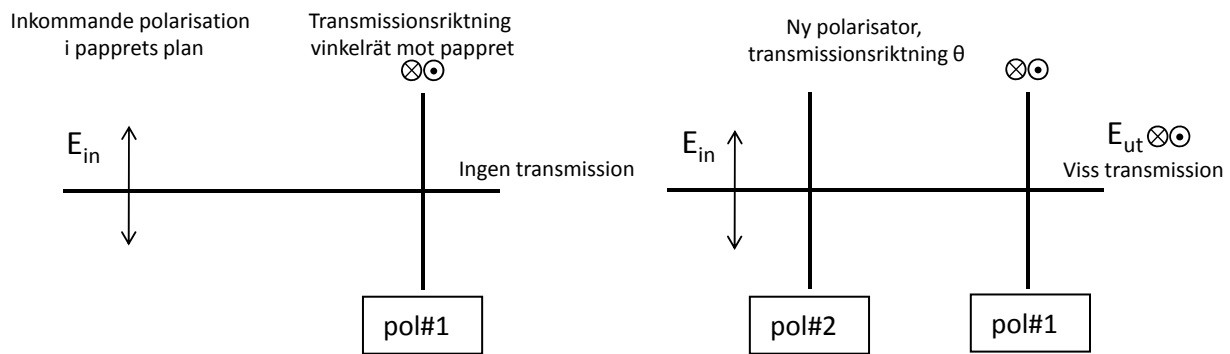 Inkommande polarisation
i papprets plan
Transmissionsriktning
vinkelrät mot pappret
E_in
Ingen transmission
pol#1
Ny polarisator,
transmissionsriktning θ
E_in
E_ut
Viss transmission
pol#2
pol#1